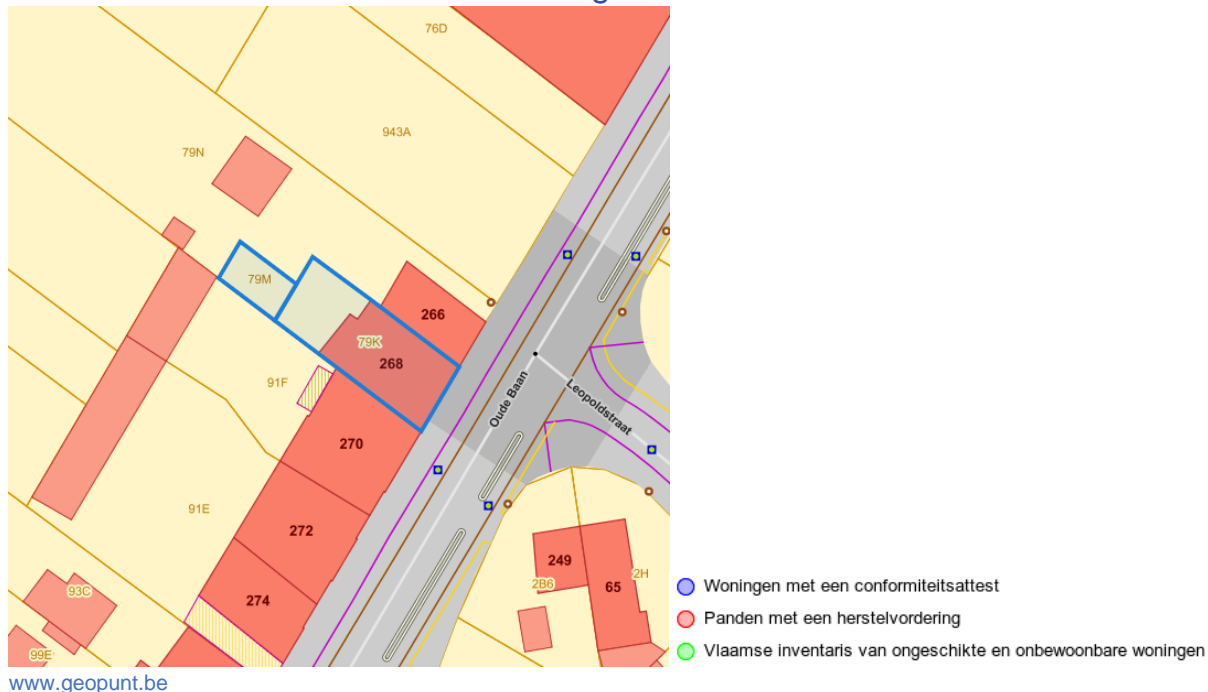 76D
943A
79N
79M
266
79K
268
91F
Oude Baan
Leopoldstraat
270
91E
272
249
2B6
65
2H
93C
274
99E
Woningen met een conformiteitsattest
Panden met een herstelvordering
Vlaamse inventaris van ongeschikte en onbewoonbare woningen
www.geopunt.be